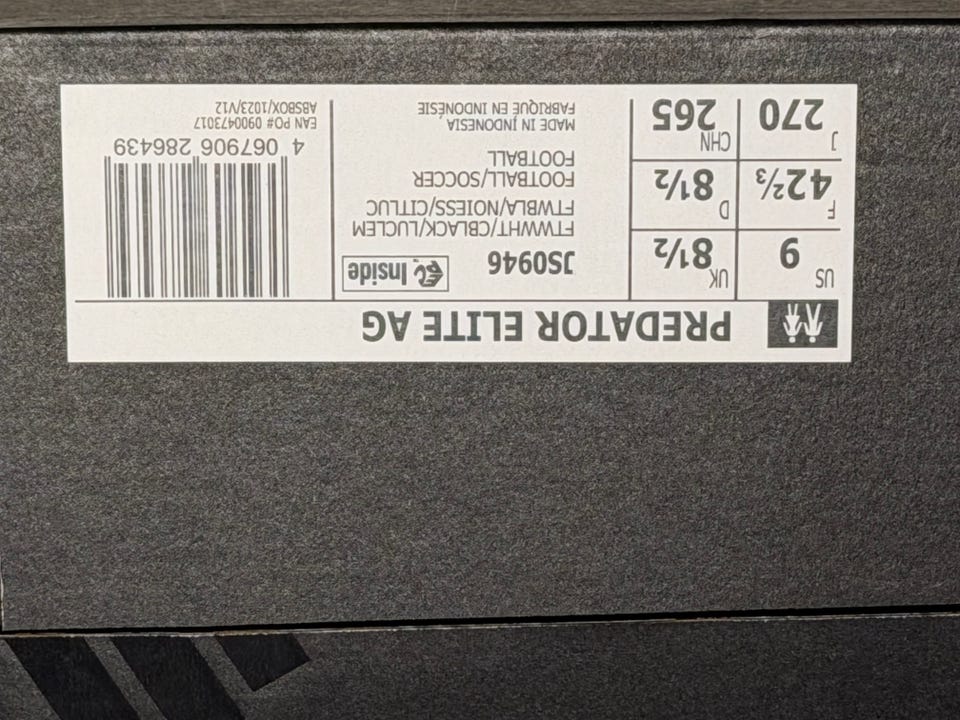 PREDATOR ELITE AG
US 9
UK 8½
F 42⅔
D 8½
J 270
CHN 265
JS0946
Inside
FTWWHT/CBLACK/LUCLEM
FTWBLA/NOIESS/CITLUC
FOOTBALL/SOCCER
FOOTBALL
MADE IN INDONESIA
FABRIQUE EN INDONÉSIE
4 067906 286439
EAN PO# 0900473017
ABSBOX/1023/V12